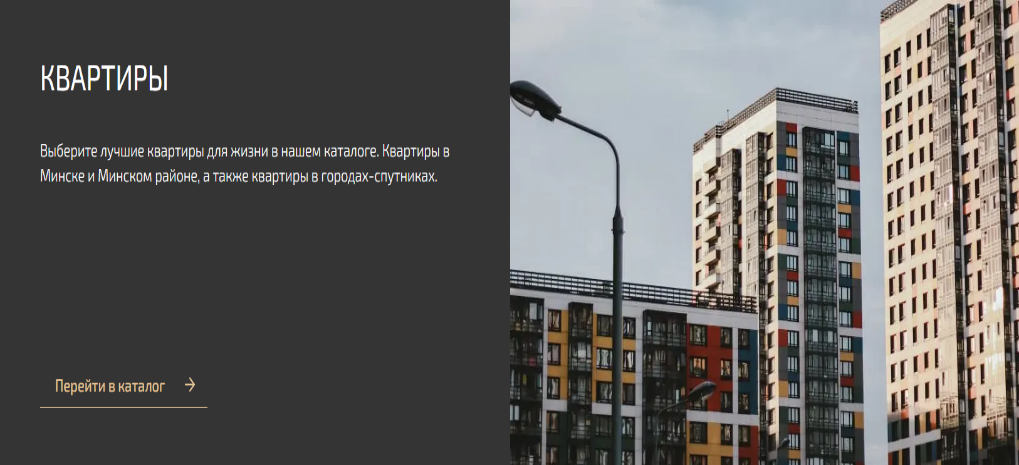 КВАРТИРЫ
Выберите лучшие квартиры для жизни в нашем каталоге. Квартиры в
Минске и Минском районе, а также квартиры в городах-спутниках.
Перейти в каталог →